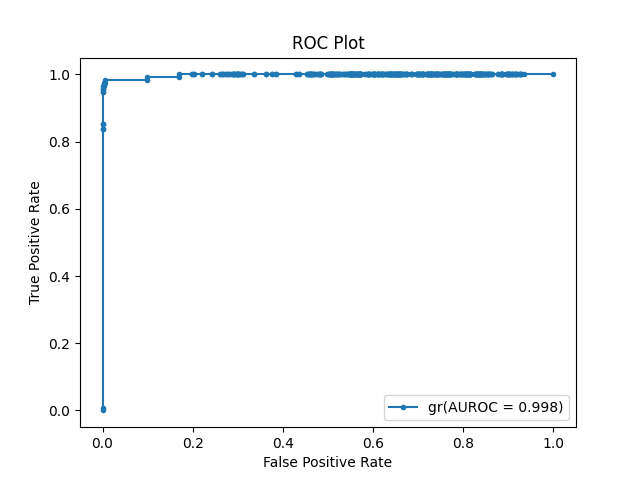 ROC Plot
True Positive Rate
1.0
0.8
0.6
0.4
0.2
0.0
gr(AUROC = 0.998)
0.0 0.2 0.4 0.6 0.8 1.0
False Positive Rate